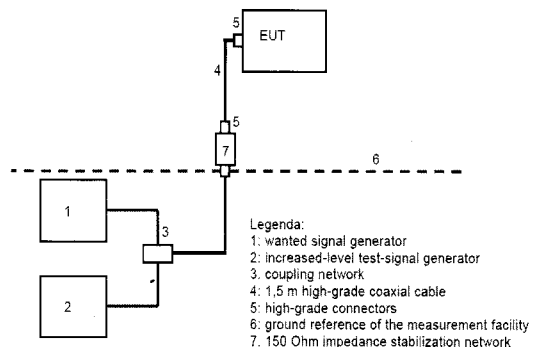 5
EUT
4
5
7
6
1
3
2
Legenda:
1: wanted signal generator
2: increased-level test-signal generator
3. coupling network
4: 1,5 m high-grade coaxial cable
5: high-grade connectors
6: ground reference of the measurement facility
7. 150 Ohm impedance stabilization network